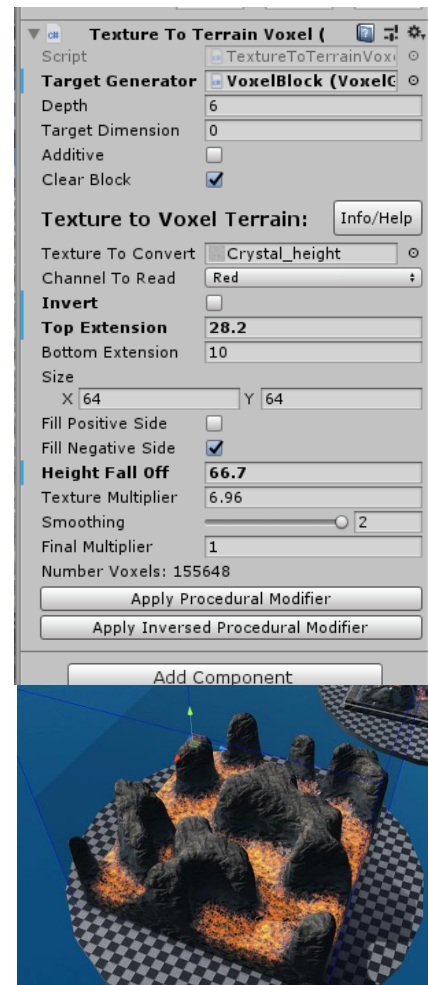 Texture To Terrain Voxel (
Script TextureToTerrainVox
Target Generator VoxelBlock (VoxelG
Depth 6
Target Dimension 0
Additive
Clear Block
Texture to Voxel Terrain: Info/Help
Texture To Convert Crystal_height
Channel To Read Red
Invert
Top Extension 28.2
Bottom Extension 10
Size
X 64 Y 64
Fill Positive Side
Fill Negative Side
Height Fall Off 66.7
Texture Multiplier 6.96
Smoothing 2
Final Multiplier 1
Number Voxels: 155648
Apply Procedural Modifier
Apply Inversed Procedural Modifier
Add Component